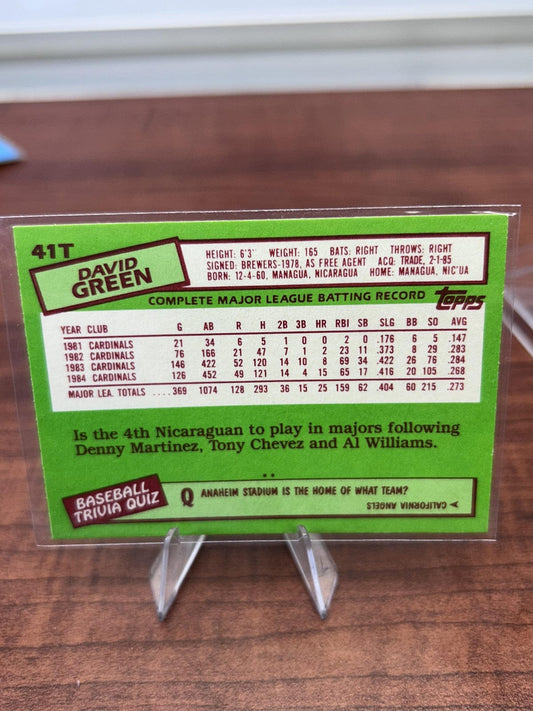 41T
DAVID
GREEN
HEIGHT: 6'3" WEIGHT: 165 BATS: RIGHT THROWS: RIGHT
SIGNED: BREWERS-1978, AS FREE AGENT ACQ: TRADE, 2-1-85
BORN: 12-4-60, MANAGUA, NICARAGUA HOME: MANAGUA, NIC'UA
COMPLETE MAJOR LEAGUE BATTING RECORD Topps
YEAR CLUB G AB R H 2B 3B HR RBI SB SLG BB SO AVG
1981 CARDINALS 21 34 6 5 1 0 0 2 0 .176 6 5 .147
1982 CARDINALS 76 166 21 47 7 1 2 23 11 .373 8 29 .283
1983 CARDINALS 146 422 52 120 14 10 8 69 34 .422 26 76 .284
1984 CARDINALS 126 452 49 121 14 4 15 65 17 .416 20 105 .268
MAJOR LEA. TOTALS ....369 1074 128 293 36 15 25 159 62 .404 60 215 .273
Is the 4th Nicaraguan to play in majors following
Denny Martinez, Tony Chevez and Al Williams.
BASEBALL
TRIVIA QUIZ
Q ANAHEIM STADIUM IS THE HOME OF WHAT TEAM?
CALIFORNIA ANGELS